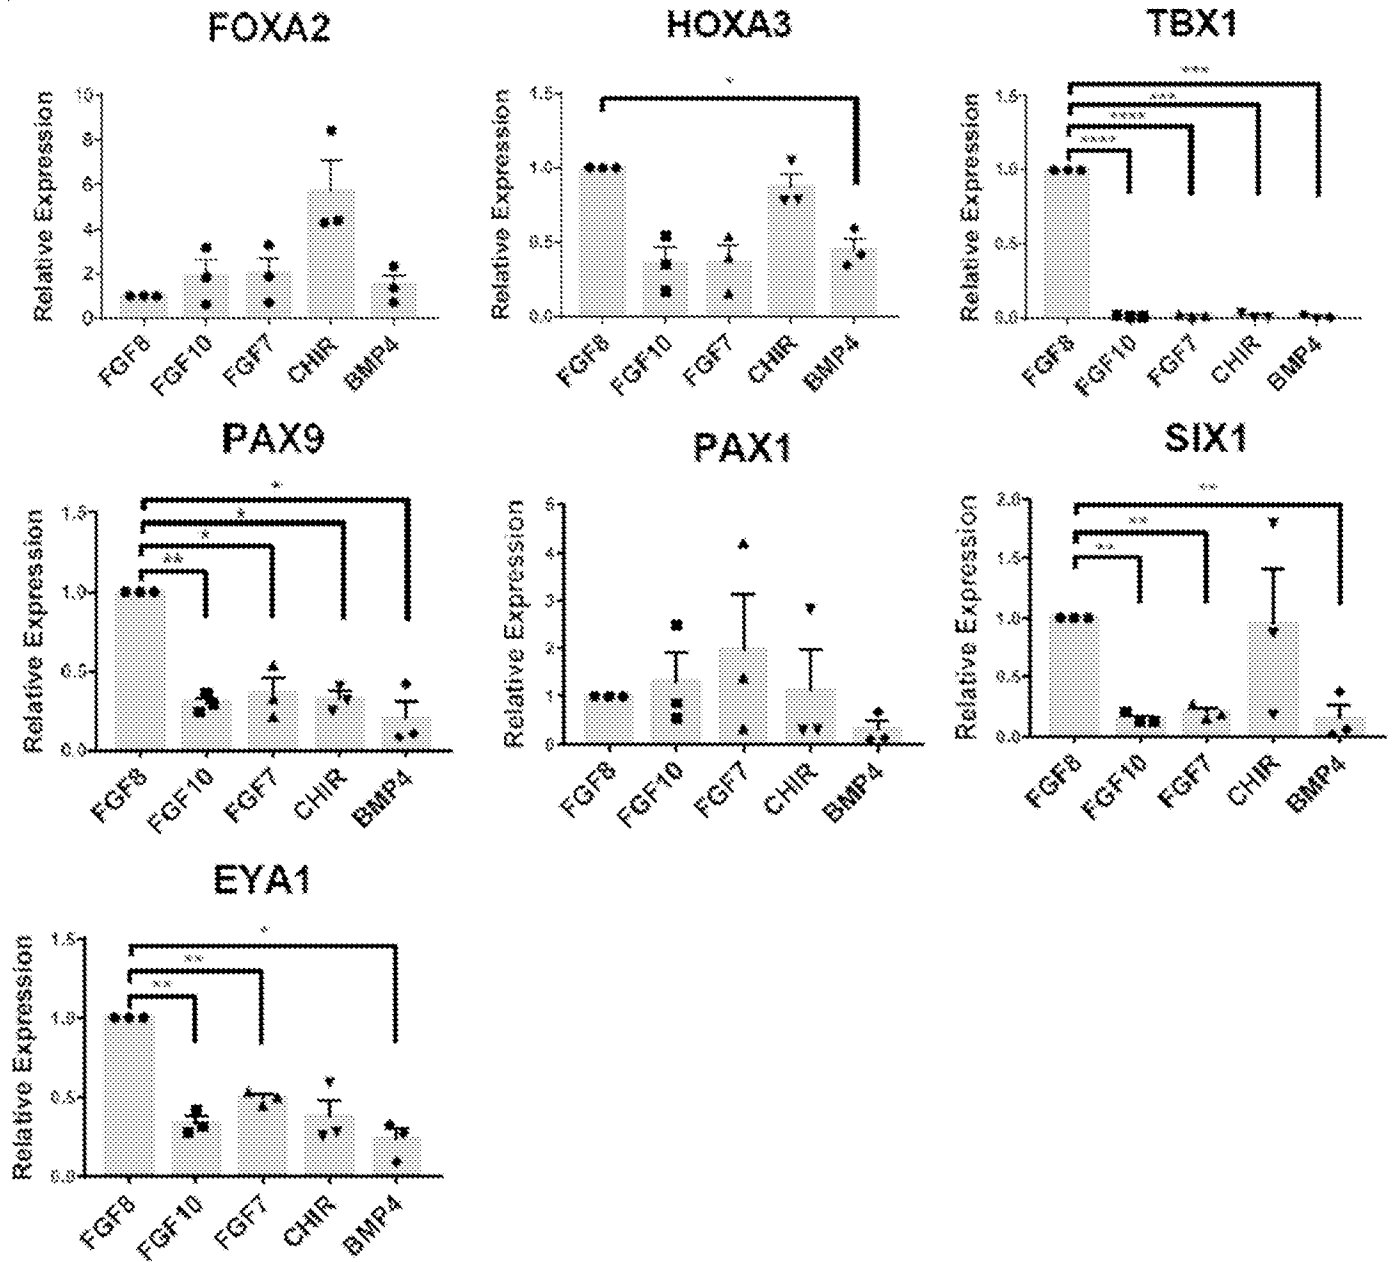 FOXA2
Relative Expression
10
8
6
4
2
0
FGF8
FGF10
FGF7
CHIR
BMP4
HOXA3
*
Relative Expression
1.5
1.0
0.5
0.0
FGF8
FGF10
FGF7
CHIR
BMP4
TBX1
***
***
****
****
Relative Expression
1.5
1.0
0.5
0.0
FGF8
FGF10
FGF7
CHIR
BMP4
PAX9
*
*
*
**
Relative Expression
1.5
1.0
0.5
0.0
FGF8
FGF10
FGF7
CHIR
BMP4
PAX1
Relative Expression
5
4
3
2
1
0
FGF8
FGF10
FGF7
CHIR
BMP4
SIX1
**
**
**
Relative Expression
2.0
1.5
1.0
0.5
0.0
FGF8
FGF10
FGF7
CHIR
BMP4
EYA1
*
**
**
Relative Expression
1.5
1.0
0.5
0.0
FGF8
FGF10
FGF7
CHIR
BMP4